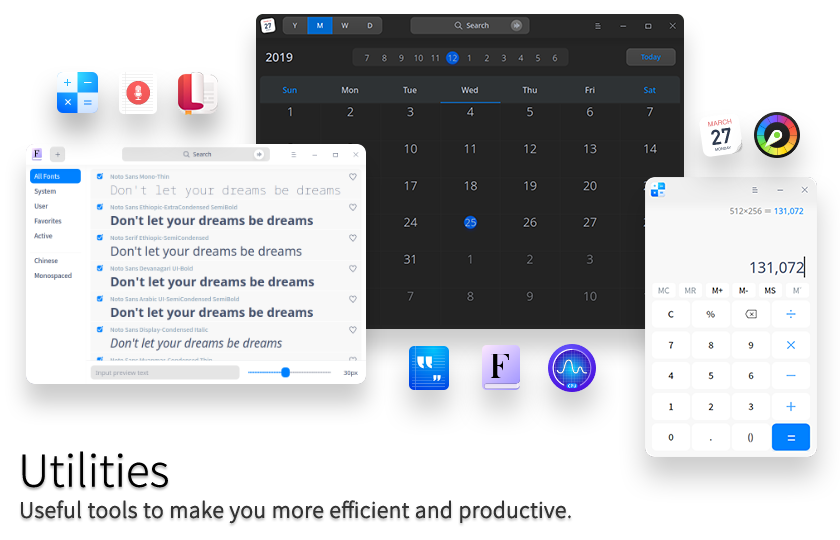 27
Y M W D
Search
2019
7 8 9 10 11 12 1 2 3 4 5 6
Today
Sun Mon Tue Wed Thu Fri Sat
1 2 3 4 5 6 7
10 11 12 13 14
17 18 19 20
24 25 26 27
31 1 2 3
7 8 9 10
+ −
× =
F
+
Search
All Fonts
System
User
Favorites
Active
Chinese
Monospaced
Noto Sans Mono-Thin
Don't let your dreams be dreams
Noto Sans Ethiopic-ExtraCondensed SemiBold
Don't let your dreams be dreams
Noto Serif Ethiopic-SemiCondensed
Don't let your dreams be dreams
Noto Sans Devanagari UI-Bold
Don't let your dreams be dreams
Noto Sans Arabic UI-SemiCondensed SemiBold
Don't let your dreams be dreams
Noto Sans Display-Condensed Italic
Don't let your dreams be dreams
Noto Sans Myanmar-Condensed Thin
Input preview text
30px
MARCH
27
MONDAY
512×256 = 131,072
131,072
MC MR M+ M- MS
C % ÷
7 8 9 ×
4 5 6 −
1 2 3 +
0 . () =
F
CPU
Utilities
Useful tools to make you more efficient and productive.